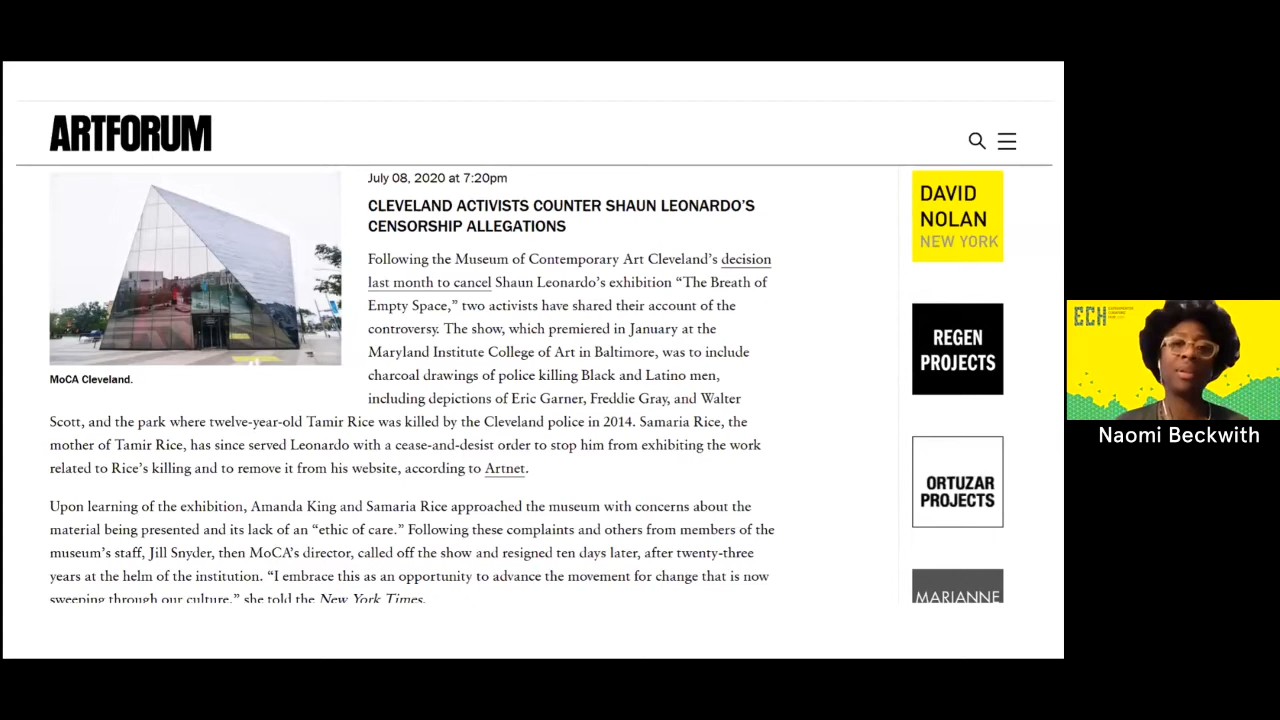 ARTFORUM
July 08, 2020 at 7:20pm
CLEVELAND ACTIVISTS COUNTER SHAUN LEONARDO'S
CENSORSHIP ALLEGATIONS
Following the Museum of Contemporary Art Cleveland's decision
last month to cancel Shaun Leonardo's exhibition “The Breath of
Empty Space,” two activists have shared their account of the
controversy. The show, which premiered in January at the
Maryland Institute College of Art in Baltimore, was to include
charcoal drawings of police killing Black and Latino men,
including depictions of Eric Garner, Freddie Gray, and Walter
MoCA Cleveland.
Scott, and the park where twelve-year-old Tamir Rice was killed by the Cleveland police in 2014. Samaria Rice, the
mother of Tamir Rice, has since served Leonardo with a cease-and-desist order to stop him from exhibiting the work
related to Rice's killing and to remove it from his website, according to Artnet.
Upon learning of the exhibition, Amanda King and Samaria Rice approached the museum with concerns about the
material being presented and its lack of an “ethic of care.” Following these complaints and others from members of the
museum's staff, Jill Snyder, then MoCA's director, called off the show and resigned ten days later, after twenty-three
years at the helm of the institution. “I embrace this as an opportunity to advance the movement for change that is now
sweeping through our culture,” she told the New York Times.
DAVID
NOLAN
NEW YORK
REGEN
PROJECTS
ORTUZAR
PROJECTS
MARIANNE
ECH
Naomi Beckwith